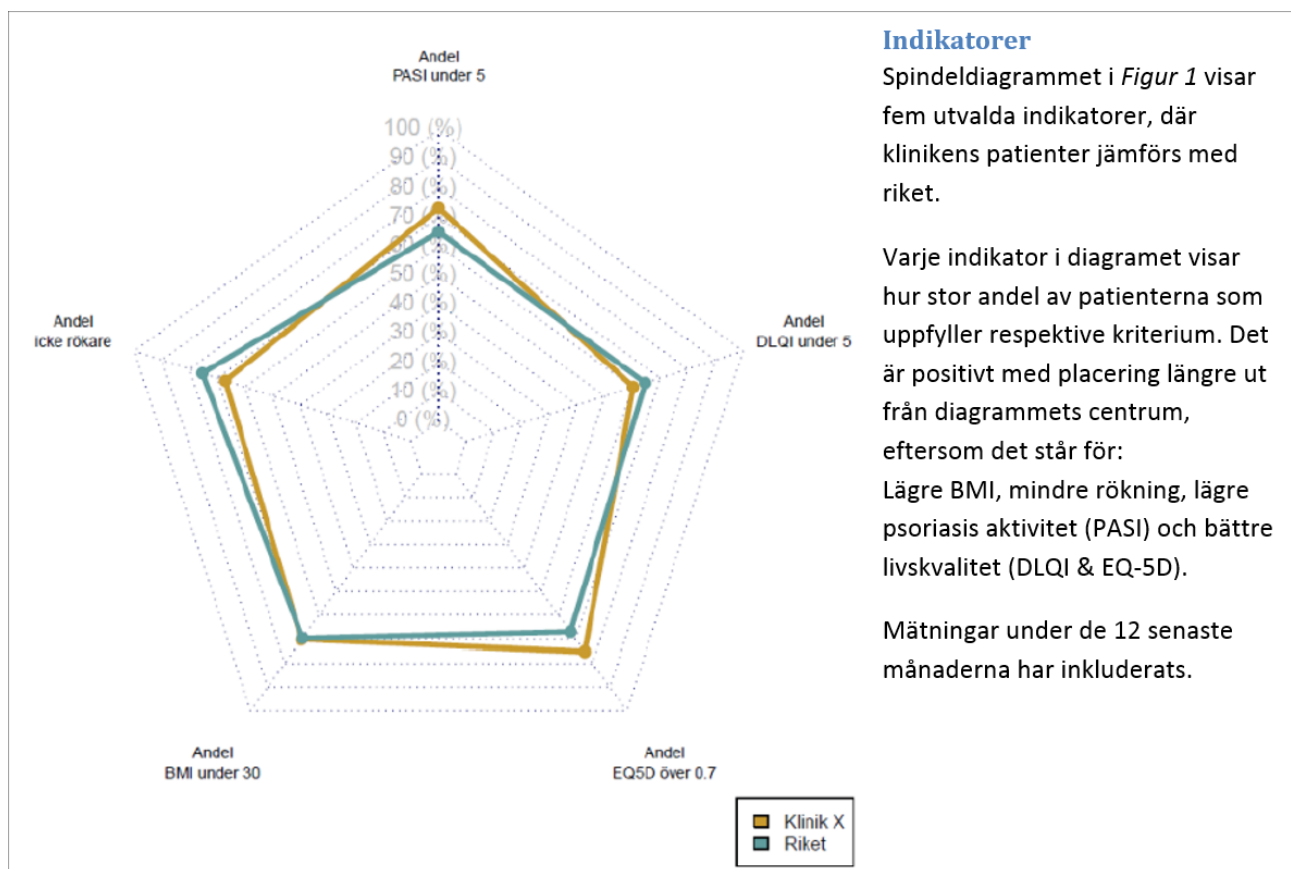 Andel
PASI under 5
100 (%)
90 (%)
80 (%)
70 (%)
60 (%)
50 (%)
40 (%)
30 (%)
20 (%)
10 (%)
0 (%)
Andel
icke rökare
Andel
DLQI under 5
Andel
BMI under 30
Andel
EQ5D över 0.7
Klinik X
Riket
Indikatorer
Spindeldiagrammet i Figur 1 visar
fem utvalda indikatorer, där
klinikens patienter jämförs med
riket.
Varje indikator i diagramet visar
hur stor andel av patienterna som
uppfyller respektive kriterium. Det
är positivt med placering längre ut
från diagrammets centrum,
eftersom det står för:
Lägre BMI, mindre rökning, lägre
psoriasis aktivitet (PASI) och bättre
livskvalitet (DLQI & EQ-5D).
Mätningar under de 12 senaste
månaderna har inkluderats.